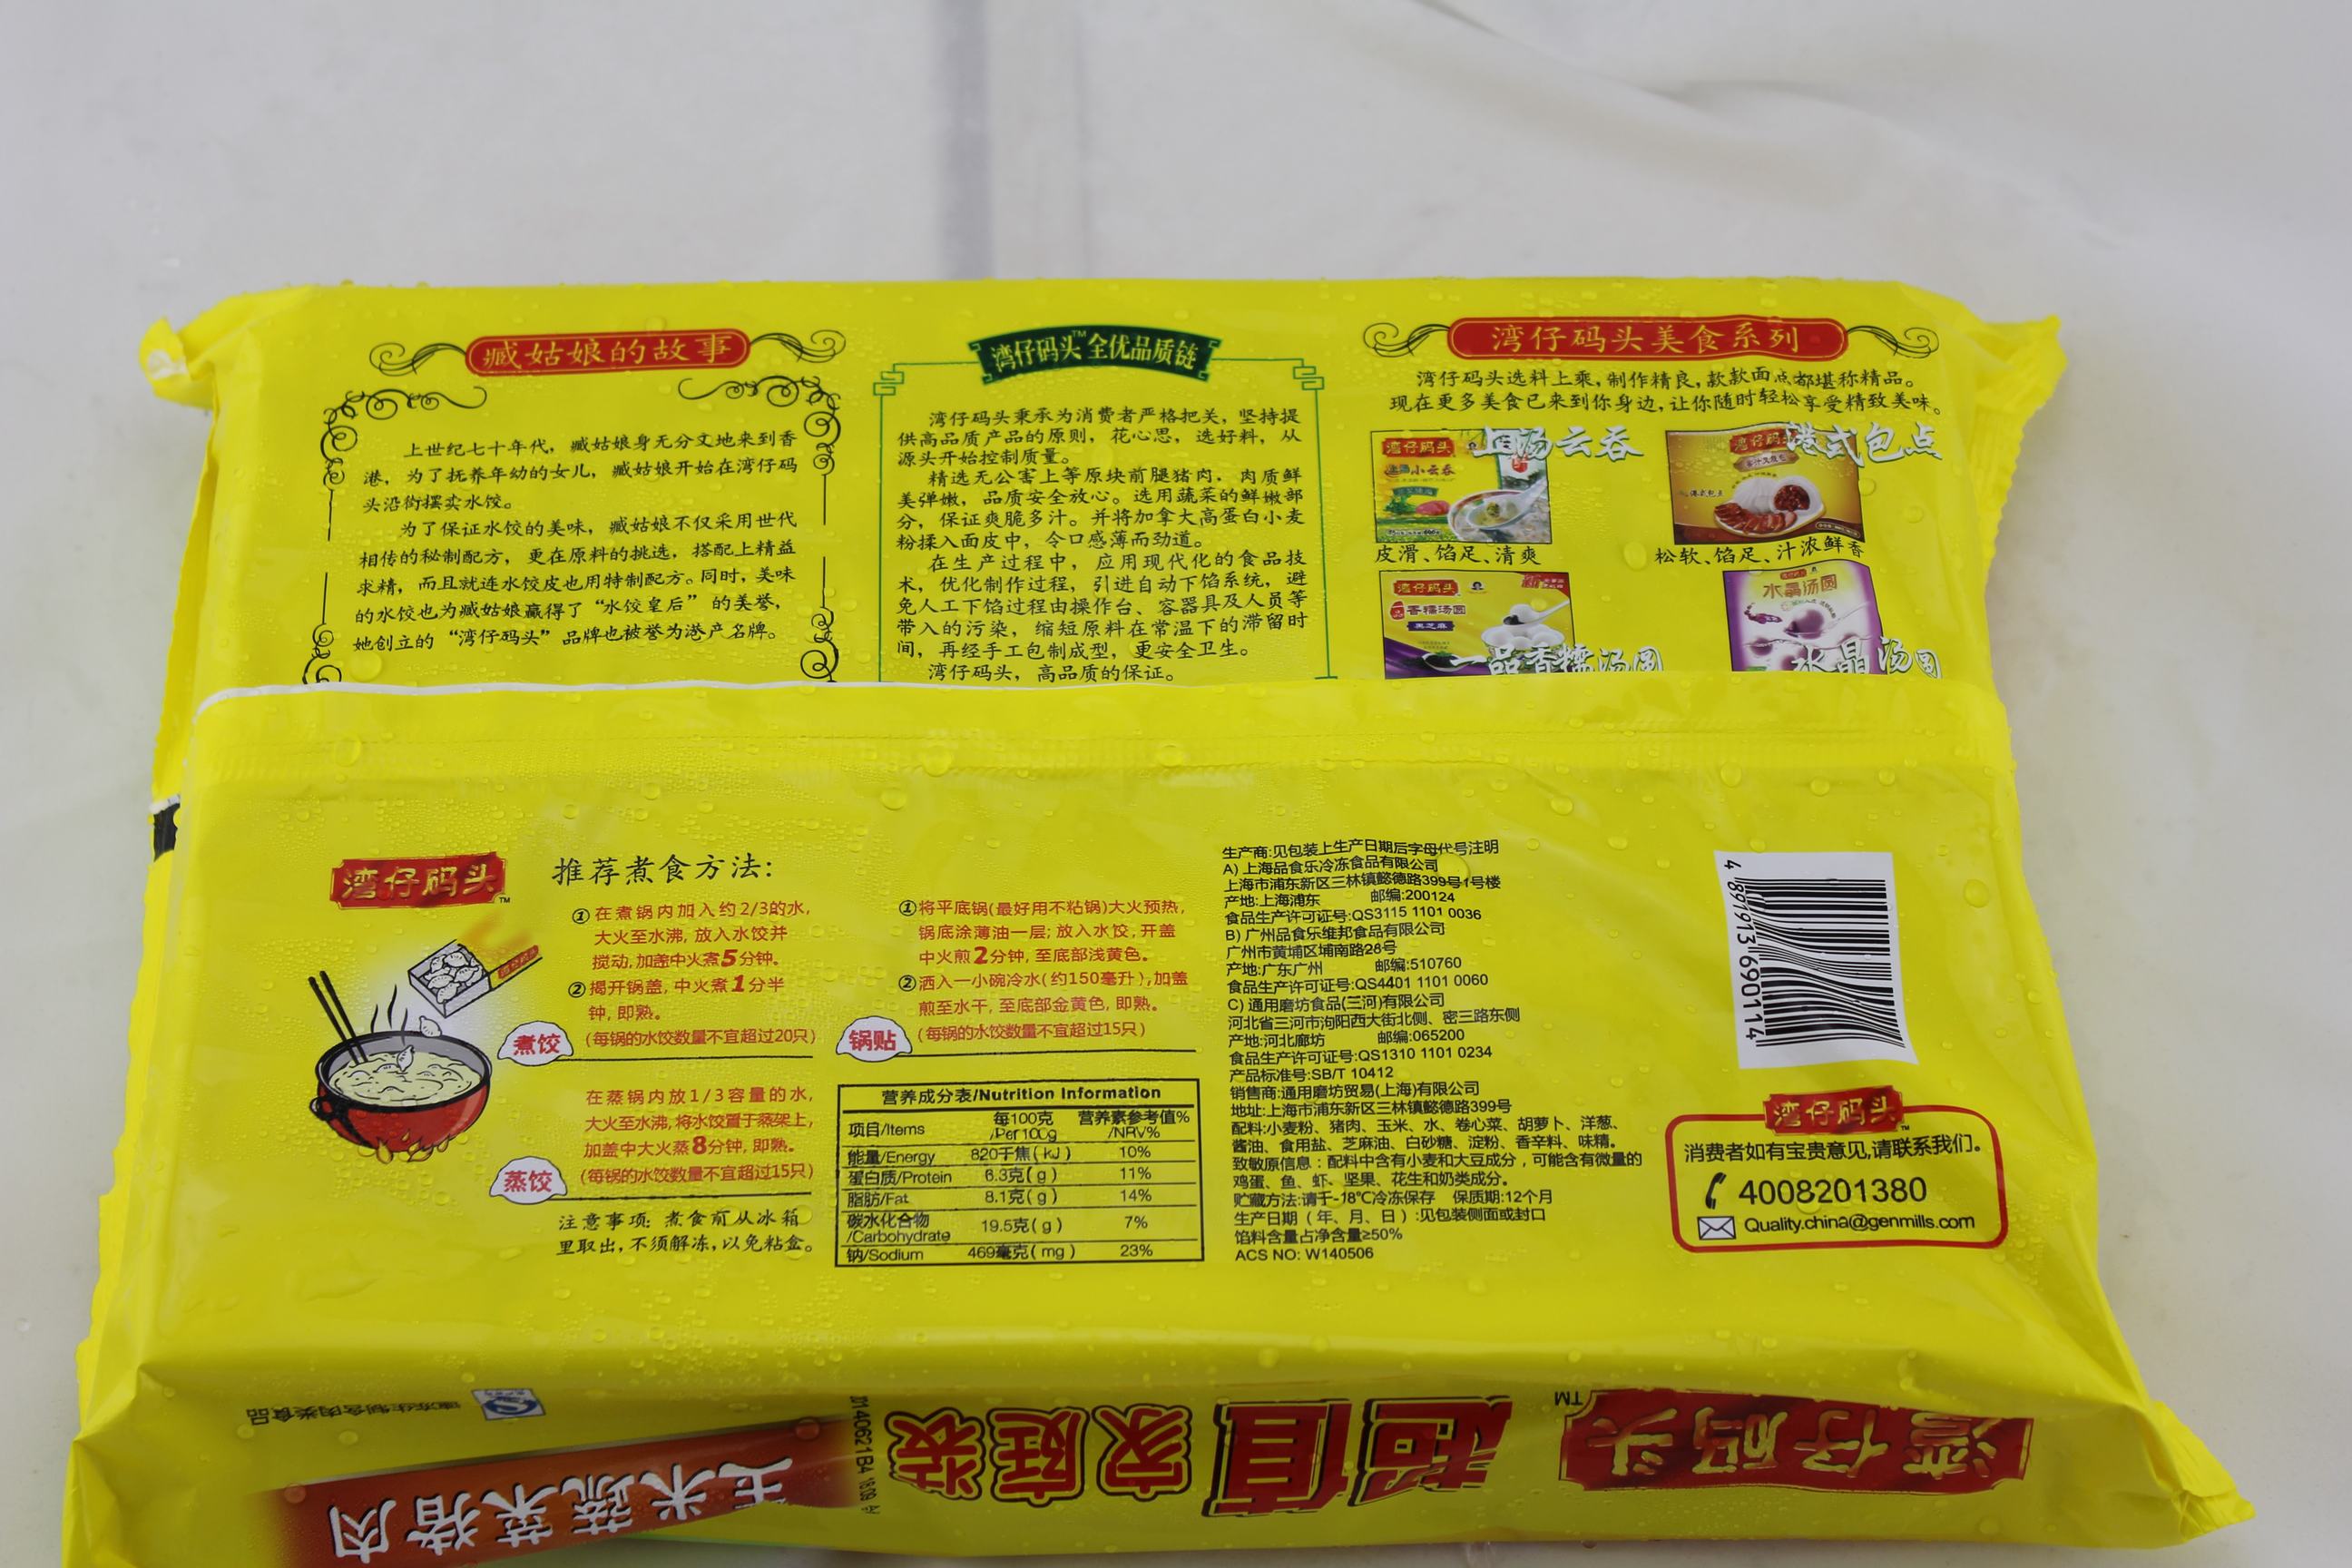 臧姑娘的故事
上世纪七十年代，臧姑娘身无分文地来到香
港，为了抚养年幼的女儿，臧姑娘开始在湾仔码
头沿街摆卖水饺。
为了保证水饺的美味，臧姑娘不仅采用世代
相传的秘制配方，更在原料的挑选，搭配上精益
求精，而且就连水饺皮也用特制配方。同时，美味
的水饺也为臧姑娘赢得了“水饺皇后”的美誉，
她创立的“湾仔码头”品牌也被誉为港产名牌。
湾仔码头™全优品质链
湾仔码头秉承为消费者严格把关，坚持提
供高品质产品的原则，花心思，选好料，从
源头开始控制质量。
精选无公害上等原块前腿猪肉，肉质鲜
美弹嫩，品质安全放心。选用蔬菜的鲜嫩部
分，保证爽脆多汁。并将加拿大高蛋白小麦
粉揉入面皮中，令口感薄而劲道。
在生产过程中，应用现代化的食品技
术，优化制作过程，引进自动下馅系统，避
免人工下馅过程由操作台、容器具及人员等
带入的污染，缩短原料在常温下的滞留时
间，再经手工包制成型，更安全卫生。
湾仔码头，高品质的保证。
湾仔码头美食系列
湾仔码头选料上乘,制作精良,款款面点都堪称精品。
现在更多美食已来到你身边,让你随时轻松享受精致美味。
湾仔码头
上汤云吞
上汤小云吞
皮滑、馅足、清爽
湾仔码头
港式包点
松软、馅足、汁浓鲜香
湾仔码头
香糯汤圆
黑芝麻
一品香糯汤圆
水晶汤圆
水晶汤圆
湾仔码头™
推荐煮食方法:
①在煮锅内加入约2/3的水,
大火至水沸,放入水饺并
搅动,加盖中火煮5分钟。
②揭开锅盖,中火煮1分半
钟,即熟。
煮饺
(每锅的水饺数量不宜超过20只)
在蒸锅内放1/3容量的水,
大火至水沸,将水饺置于蒸架上,
加盖中大火蒸8分钟,即熟。
蒸饺
(每锅的水饺数量不宜超过15只)
注意事项:煮食前从冰箱
里取出,不须解冻,以免粘盒。
①将平底锅(最好用不粘锅)大火预热,
锅底涂薄油一层;放入水饺,开盖
中火煎2分钟,至底部浅黄色。
②洒入一小碗冷水(约150毫升),加盖
煎至水干,至底部金黄色,即熟。
锅贴
(每锅的水饺数量不宜超过15只)
营养成分表/Nutrition Information
项目/Items 每100克/Per 100g 营养素参考值%/NRV%
能量/Energy 820千焦(kJ) 10%
蛋白质/Protein 6.3克(g) 11%
脂肪/Fat 8.1克(g) 14%
碳水化合物/Carbohydrate 19.5克(g) 7%
钠/Sodium 469毫克(mg) 23%
生产商:见包装上生产日期后字母代号注明
A) 上海品食乐冷冻食品有限公司
上海市浦东新区三林镇懿德路399号1号楼
产地:上海浦东 邮编:200124
食品生产许可证号:QS3115 1101 0036
B) 广州品食乐维邦食品有限公司
广州市黄埔区埔南路28号
产地:广东广州 邮编:510760
食品生产许可证号:QS4401 1101 0060
C) 通用磨坊食品(三河)有限公司
河北省三河市泃阳西大街北侧、密三路东侧
产地:河北廊坊 邮编:065200
食品生产许可证号:QS1310 1101 0234
产品标准号:SB/T 10412
销售商:通用磨坊贸易(上海)有限公司
地址:上海市浦东新区三林镇懿德路399号
配料:小麦粉、猪肉、玉米、水、卷心菜、胡萝卜、洋葱、
酱油、食用盐、芝麻油、白砂糖、淀粉、香辛料、味精。
致敏原信息：配料中含有小麦和大豆成分，可能含有微量的
鸡蛋、鱼、虾、坚果、花生和奶类成分。
贮藏方法:请于-18℃冷冻保存 保质期:12个月
生产日期（年、月、日）:见包装侧面或封口
馅料含量占净含量≥50%
ACS NO: W140506
4 891913 690114
湾仔码头™
消费者如有宝贵意见,请联系我们。
4008201380
Quality.china@genmills.com
湾仔码头™
超值
家庭装
玉米蔬菜猪肉
速冻生制含肉类食品